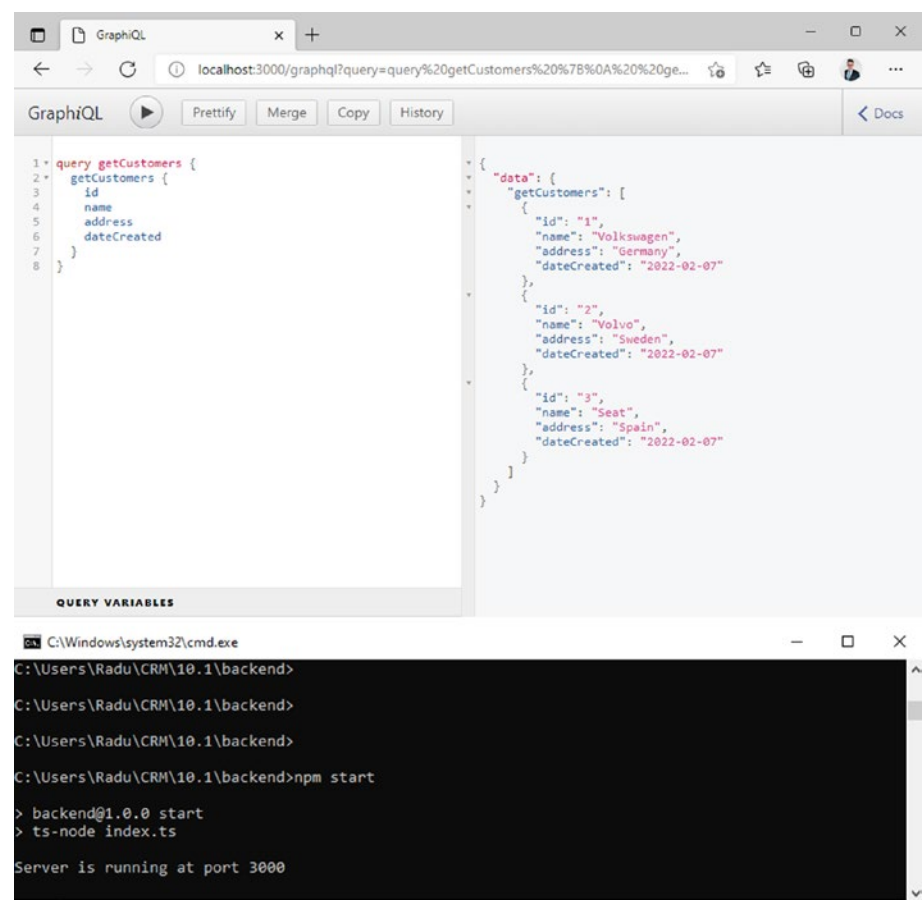 GraphiQL
localhost:3000/graphql?query=query%20getCustomers%20%7B%0A%20%20ge...
GraphiQL Prettify Merge Copy History Docs
1 query getCustomers {
2 getCustomers {
3 id
4 name
5 address
6 dateCreated
7 }
8 }
{
"data": {
"getCustomers": [
{
"id": "1",
"name": "Volkswagen",
"address": "Germany",
"dateCreated": "2022-02-07"
},
{
"id": "2",
"name": "Volvo",
"address": "Sweden",
"dateCreated": "2022-02-07"
},
{
"id": "3",
"name": "Seat",
"address": "Spain",
"dateCreated": "2022-02-07"
}
]
}
}
QUERY VARIABLES
C:\Windows\system32\cmd.exe
C:\Users\Radu\CRM\10.1\backend>
C:\Users\Radu\CRM\10.1\backend>
C:\Users\Radu\CRM\10.1\backend>
C:\Users\Radu\CRM\10.1\backend>npm start
> backend@1.0.0 start
> ts-node index.ts
Server is running at port 3000